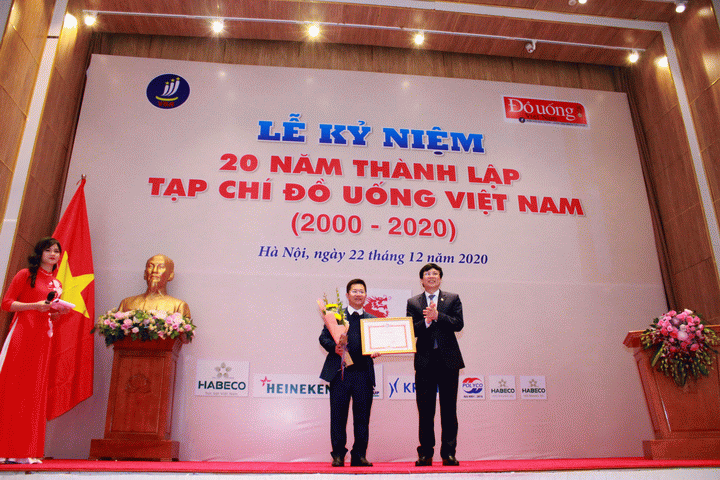 Đồ uống
LỄ KỶ NIỆM
20 NĂM THÀNH LẬP
TẠP CHÍ ĐỒ UỐNG VIỆT NAM
(2000 - 2020)
Hà Nội, ngày 22 tháng 12 năm 2020
HABECO
HEINEKEN
POLYCO
HABECO
HABECO